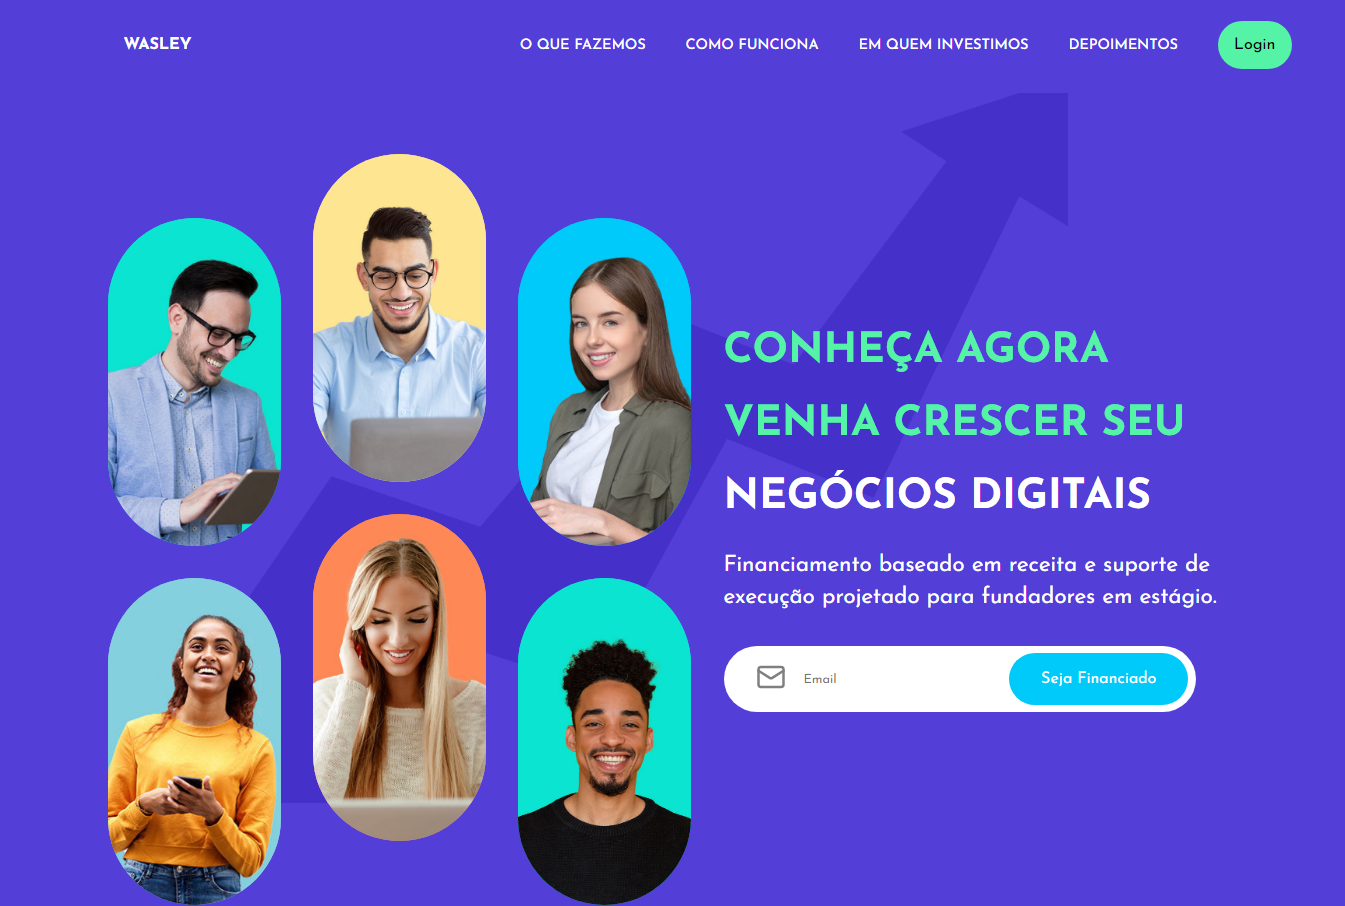 WASLEY
O QUE FAZEMOS
COMO FUNCIONA
EM QUEM INVESTIMOS
DEPOIMENTOS
Login
CONHEÇA AGORA
VENHA CRESCER SEU
NEGÓCIOS DIGITAIS
Financiamento baseado em receita e suporte de
execução projetado para fundadores em estágio.
Email
Seja Financiado